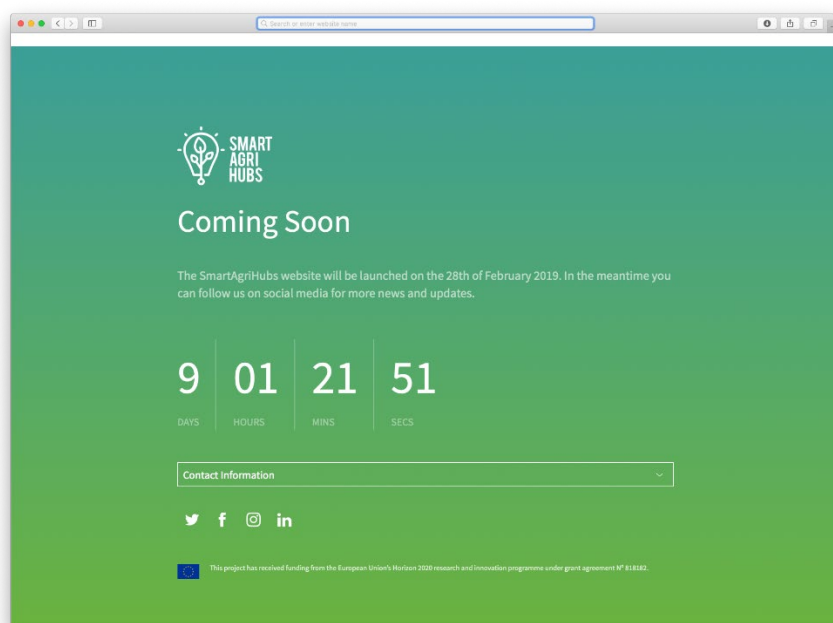 Search or enter website name
SMART
AGRI
HUBS
Coming Soon
The SmartAgriHubs website will be launched on the 28th of February 2019. In the meantime you
can follow us on social media for more news and updates.
9 01 21 51
DAYS HOURS MINS SECS
Contact Information
This project has received funding from the European Union's Horizon 2020 research and innovation programme under grant agreement Nº 818182.